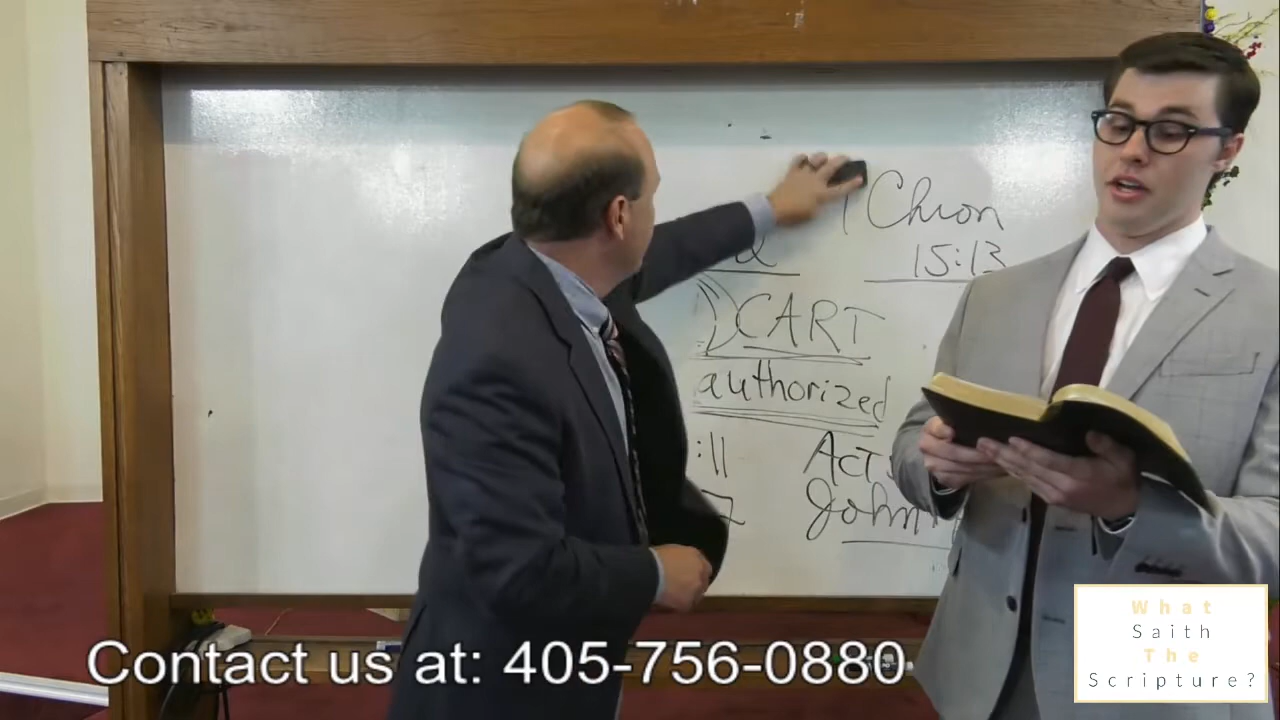 1 Chron
15:13
CART
authorized
:11
Act
John
Contact us at: 405-756-0880
What
Saith
The
Scripture?